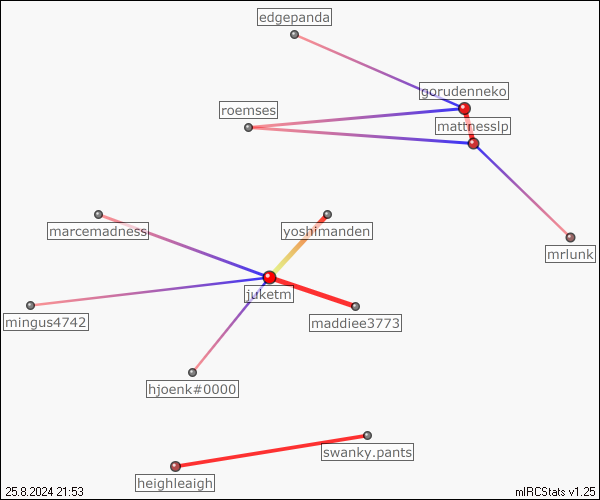 edgepanda
gorudenneko
roemses
mattnesslp
marcemadness
yoshimanden
mrlunk
juketm
mingus4742
maddiee3773
hjoenk#0000
swanky.pants
heighleaigh
25.8.2024 21:53
mIRCStats v1.25